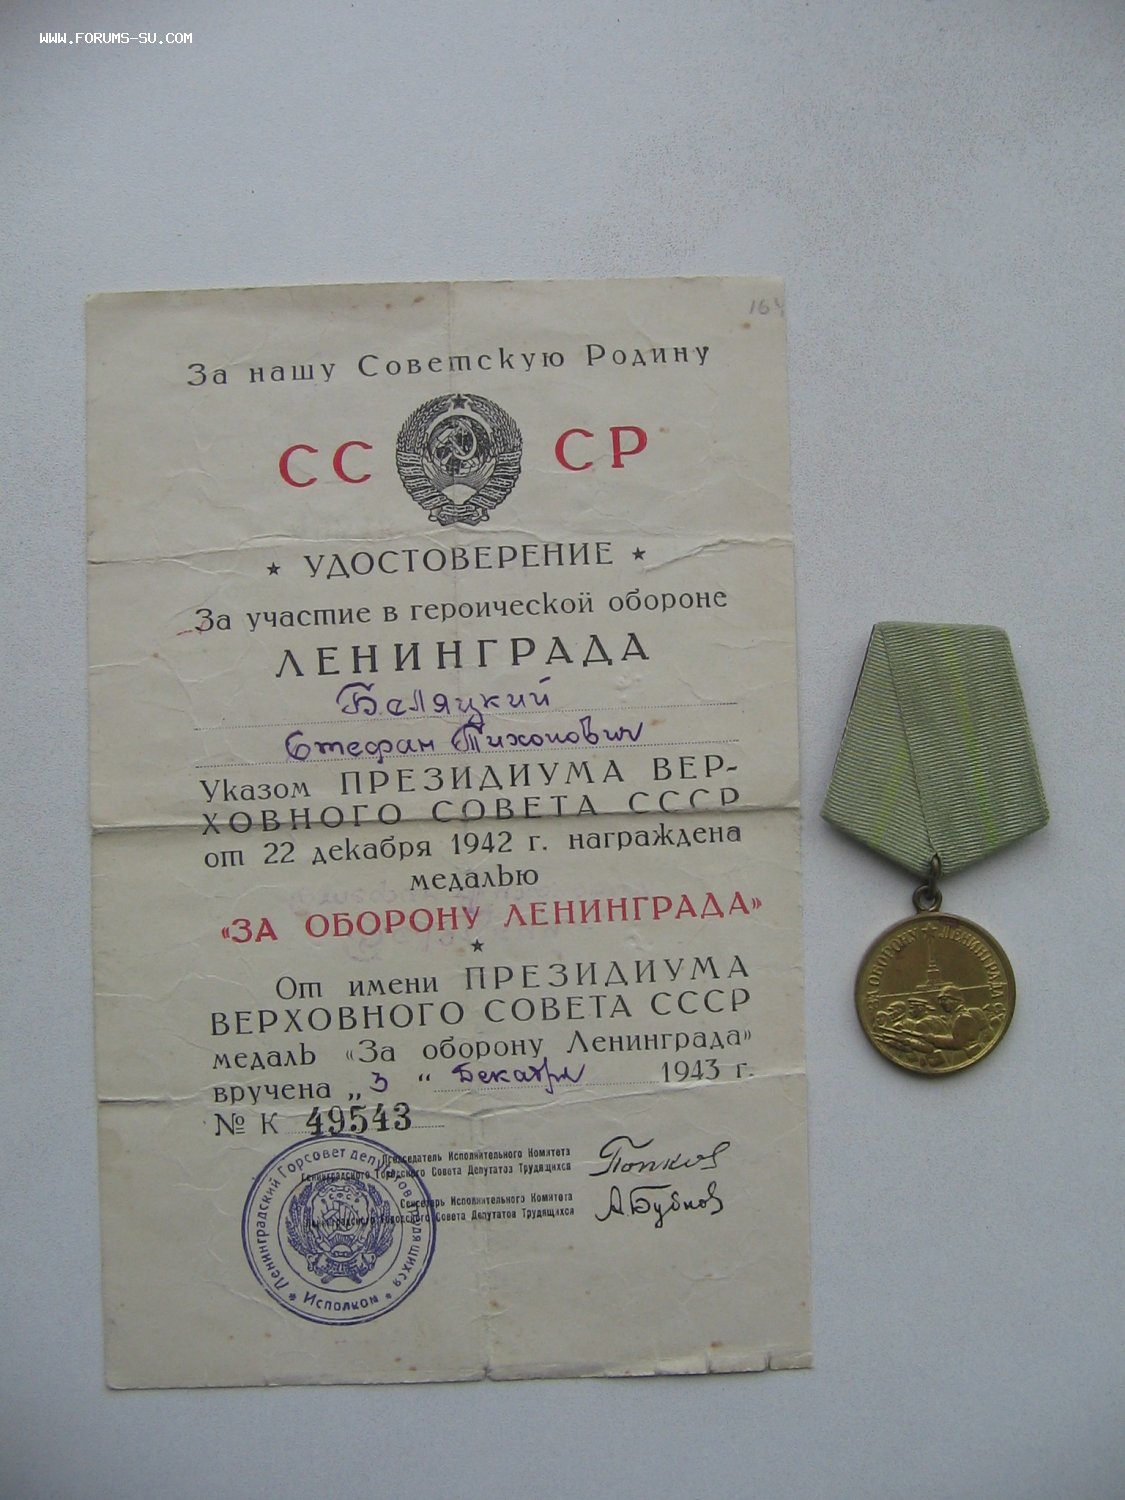 WWW.FORUMS-SU.COM
164
За нашу Советскую Родину
СС СР
★ УДОСТОВЕРЕНИЕ ★
За участие в героической обороне
ЛЕНИНГРАДА
Беляцкий
Стефан Тихонович
Указом ПРЕЗИДИУМА ВЕР-
ХОВНОГО СОВЕТА СССР
от 22 декабря 1942 г. награждена
медалью
«ЗА ОБОРОНУ ЛЕНИНГРАДА»
★
От имени ПРЕЗИДИУМА
ВЕРХОВНОГО СОВЕТА СССР
медаль «За оборону Ленинграда»
вручена „3“ Декабря 1943 г.
№ К 49543
Председатель Исполнительного Комитета
Ленинградского Городского Совета Депутатов Трудящихся
Попков
Секретарь Исполнительного Комитета
Ленинградского Городского Совета Депутатов Трудящихся
А. Бубнов
Ленинградский Горсовет депутатов трудящихся
* Исполком *
РСФСР
ЗА ОБОРОНУ ЛЕНИНГРАДА